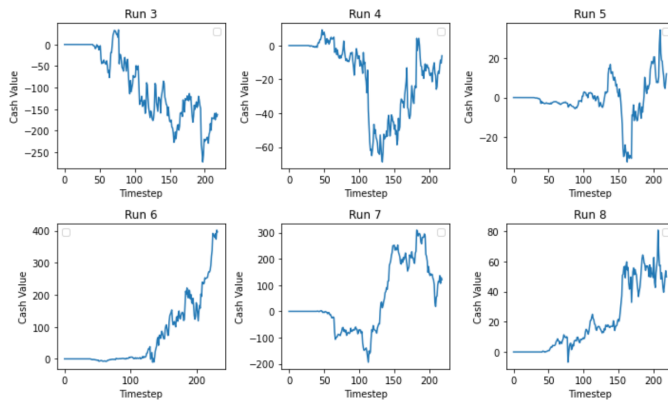 Run 3
Run 4
Run 5
Cash Value
0
−50
−100
−150
−200
−250
0 50 100 150 200
Timestep
Cash Value
0
−20
−40
−60
0 50 100 150 200
Timestep
Cash Value
20
0
−20
0 50 100 150 200
Timestep
Run 6
Run 7
Run 8
Cash Value
400
300
200
100
0
0 100 200
Timestep
Cash Value
300
200
100
0
−100
−200
0 50 100 150 200
Timestep
Cash Value
80
60
40
20
0
0 50 100 150 200
Timestep